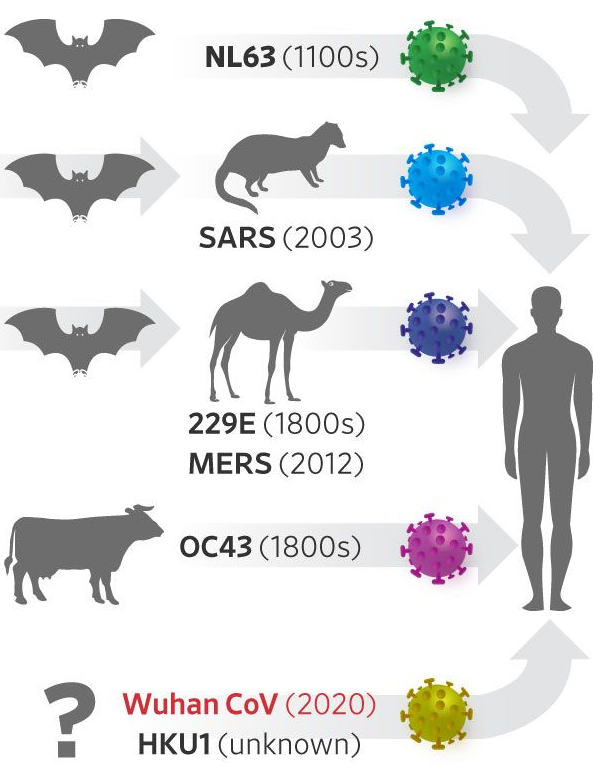 NL63 (1100s)
SARS (2003)
229E (1800s)
MERS (2012)
OC43 (1800s)
?
Wuhan CoV (2020)
HKU1 (unknown)